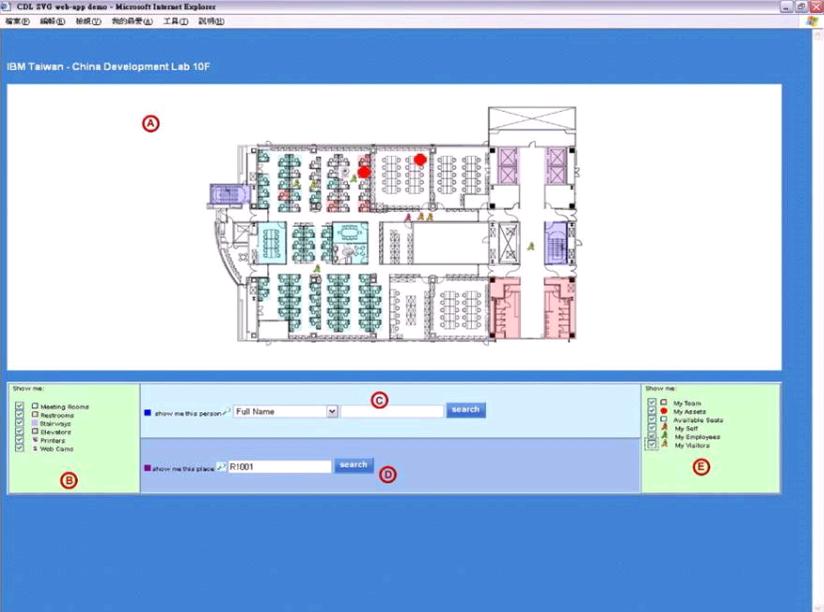 CDL SVG web-app demo - Microsoft Internet Explorer
檔案(F) 編輯(E) 檢視(V) 我的最愛(A) 工具(T) 說明(H)
IBM Taiwan - China Development Lab 10F
A
Show me:
Meeting Rooms
Restrooms
Stairways
Elevators
Printers
Web Cams
B
C
show me this person Full Name search
show me this place R1001 search
D
Show me:
My Team
My Assets
Available Seats
My Self
My Employees
My Visitors
E